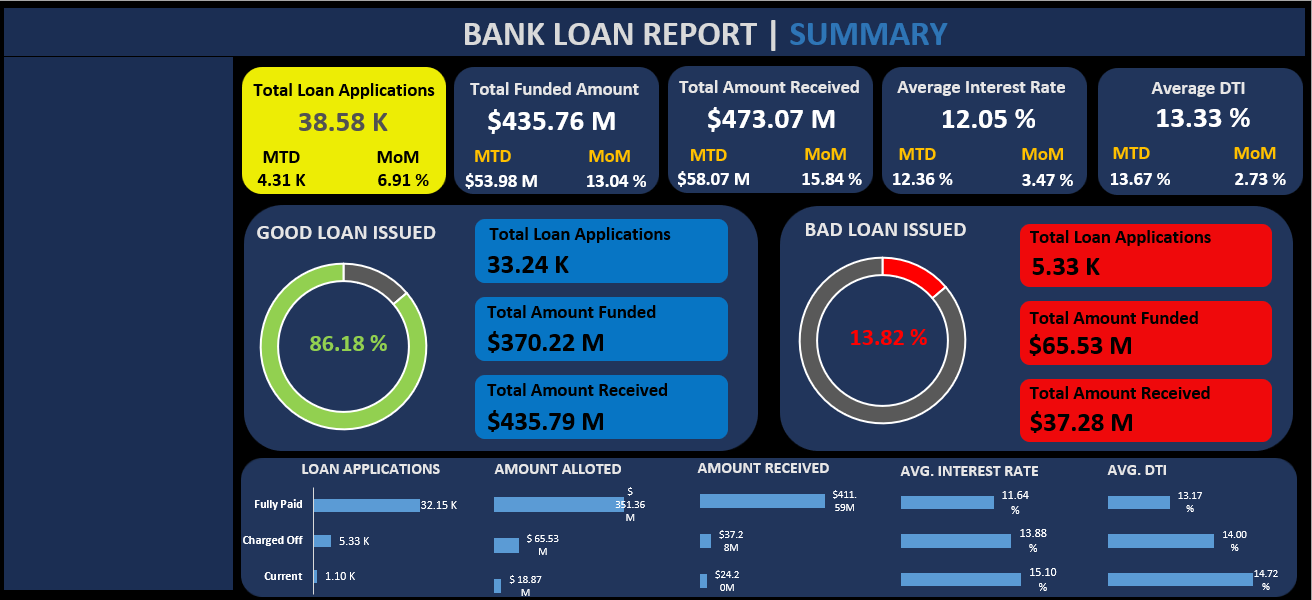 BANK LOAN REPORT | SUMMARY
Total Loan Applications
38.58 K
MTD MoM
4.31 K 6.91 %
Total Funded Amount
$435.76 M
MTD MoM
$53.98 M 13.04 %
Total Amount Received
$473.07 M
MTD MoM
$58.07 M 15.84 %
Average Interest Rate
12.05 %
MTD MoM
12.36 % 3.47 %
Average DTI
13.33 %
MTD MoM
13.67 % 2.73 %
GOOD LOAN ISSUED
86.18 %
Total Loan Applications
33.24 K
Total Amount Funded
$370.22 M
Total Amount Received
$435.79 M
BAD LOAN ISSUED
13.82 %
Total Loan Applications
5.33 K
Total Amount Funded
$65.53 M
Total Amount Received
$37.28 M
LOAN APPLICATIONS
Fully Paid 32.15 K
Charged Off 5.33 K
Current 1.10 K
AMOUNT ALLOTED
$
351.36
M
$ 65.53
M
$ 18.87
M
AMOUNT RECEIVED
$411.
59M
$37.2
8M
$24.2
0M
AVG. INTEREST RATE
11.64
%
13.88
%
15.10
%
AVG. DTI
13.17
%
14.00
%
14.72
%